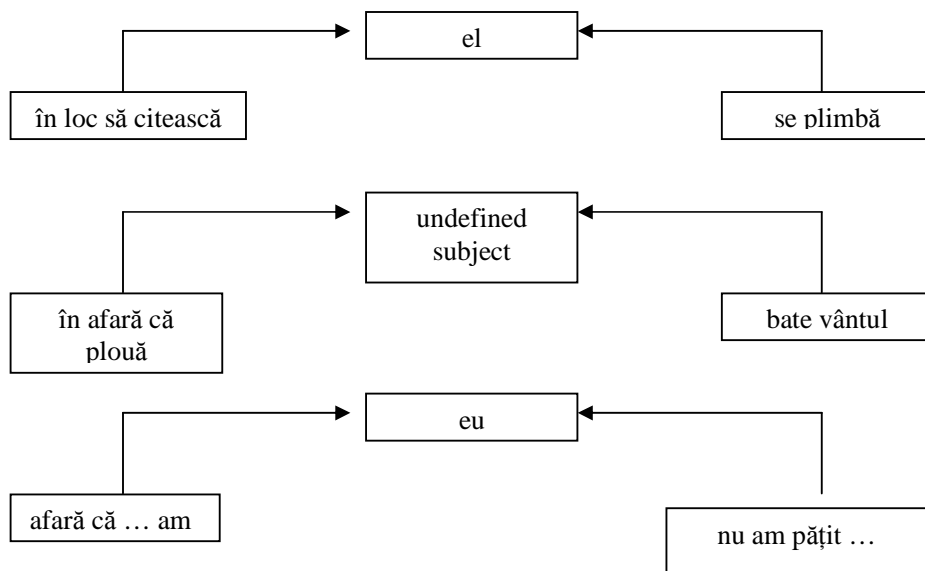 el
în loc să citească
se plimbă
undefined
subject
în afară că
plouă
bate vântul
eu
afară că … am
nu am pățit …